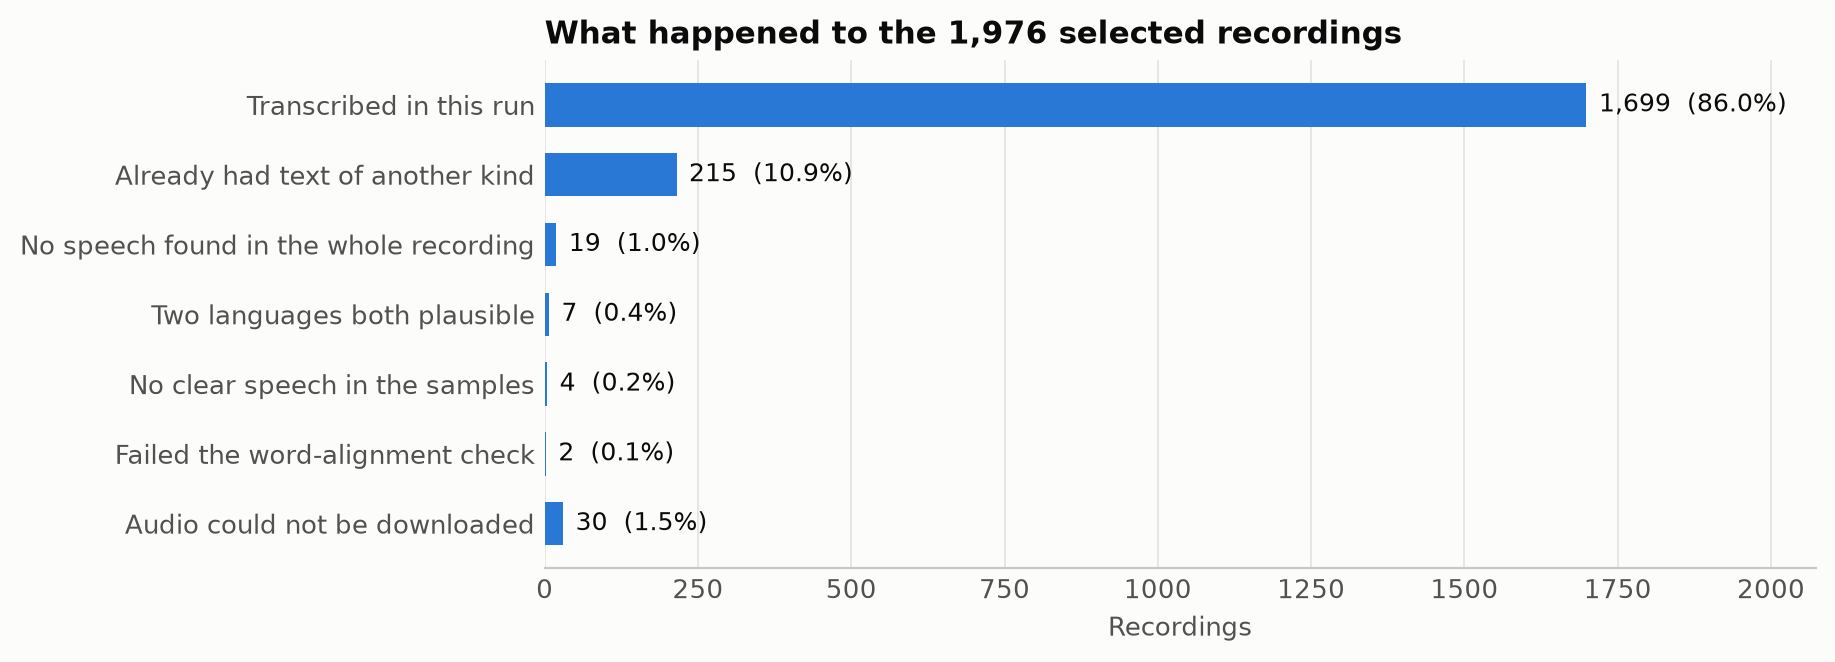 What happened to the 1,976 selected recordings
Transcribed in this run 1,699 (86.0%)
Already had text of another kind 215 (10.9%)
No speech found in the whole recording 19 (1.0%)
Two languages both plausible 7 (0.4%)
No clear speech in the samples 4 (0.2%)
Failed the word-alignment check 2 (0.1%)
Audio could not be downloaded 30 (1.5%)
0 250 500 750 1000 1250 1500 1750 2000
Recordings